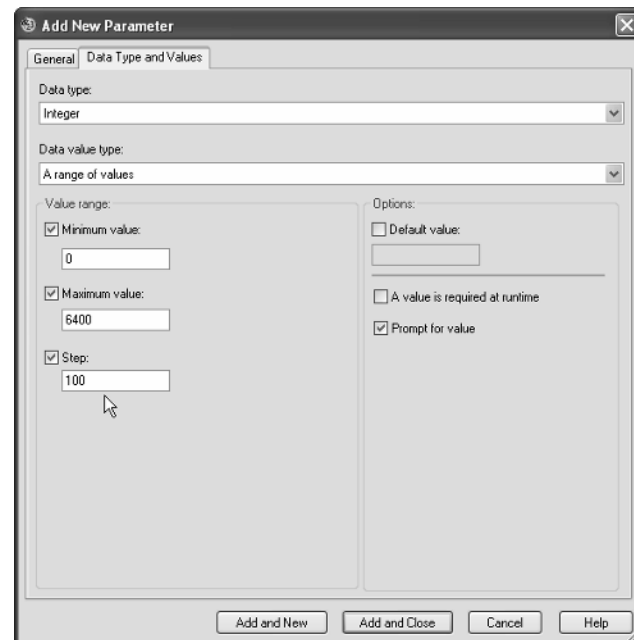 Add New Parameter
General
Data Type and Values
Data type:
Integer
Data value type:
A range of values
Value range:
Minimum value:
0
Maximum value:
6400
Step:
100
Options:
Default value:
A value is required at runtime
Prompt for value
Add and New
Add and Close
Cancel
Help